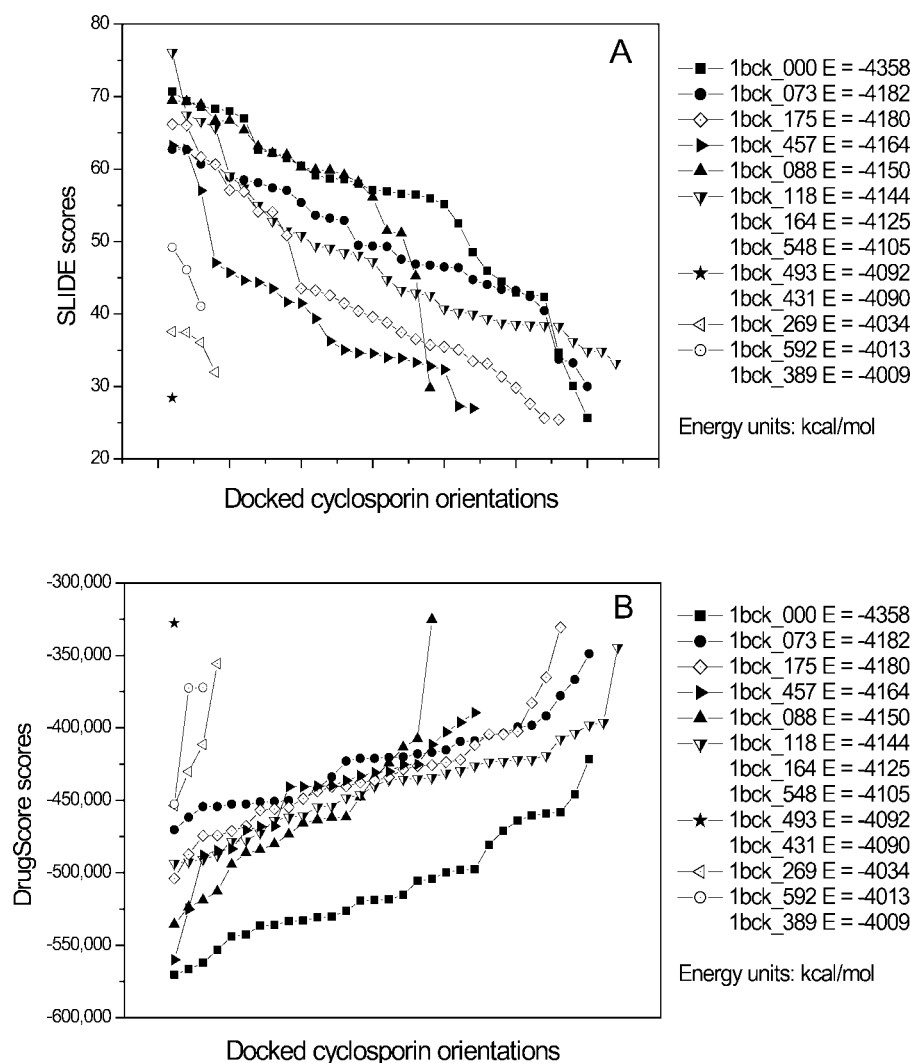 80
70
60
50
40
30
20
SLIDE scores
A
Docked cyclosporin orientations
1bck_000 E = -4358
1bck_073 E = -4182
1bck_175 E = -4180
1bck_457 E = -4164
1bck_088 E = -4150
1bck_118 E = -4144
1bck_164 E = -4125
1bck_548 E = -4105
1bck_493 E = -4092
1bck_431 E = -4090
1bck_269 E = -4034
1bck_592 E = -4013
1bck_389 E = -4009
Energy units: kcal/mol
-300,000
-350,000
-400,000
-450,000
-500,000
-550,000
-600,000
DrugScore scores
B
Docked cyclosporin orientations
1bck_000 E = -4358
1bck_073 E = -4182
1bck_175 E = -4180
1bck_457 E = -4164
1bck_088 E = -4150
1bck_118 E = -4144
1bck_164 E = -4125
1bck_548 E = -4105
1bck_493 E = -4092
1bck_431 E = -4090
1bck_269 E = -4034
1bck_592 E = -4013
1bck_389 E = -4009
Energy units: kcal/mol